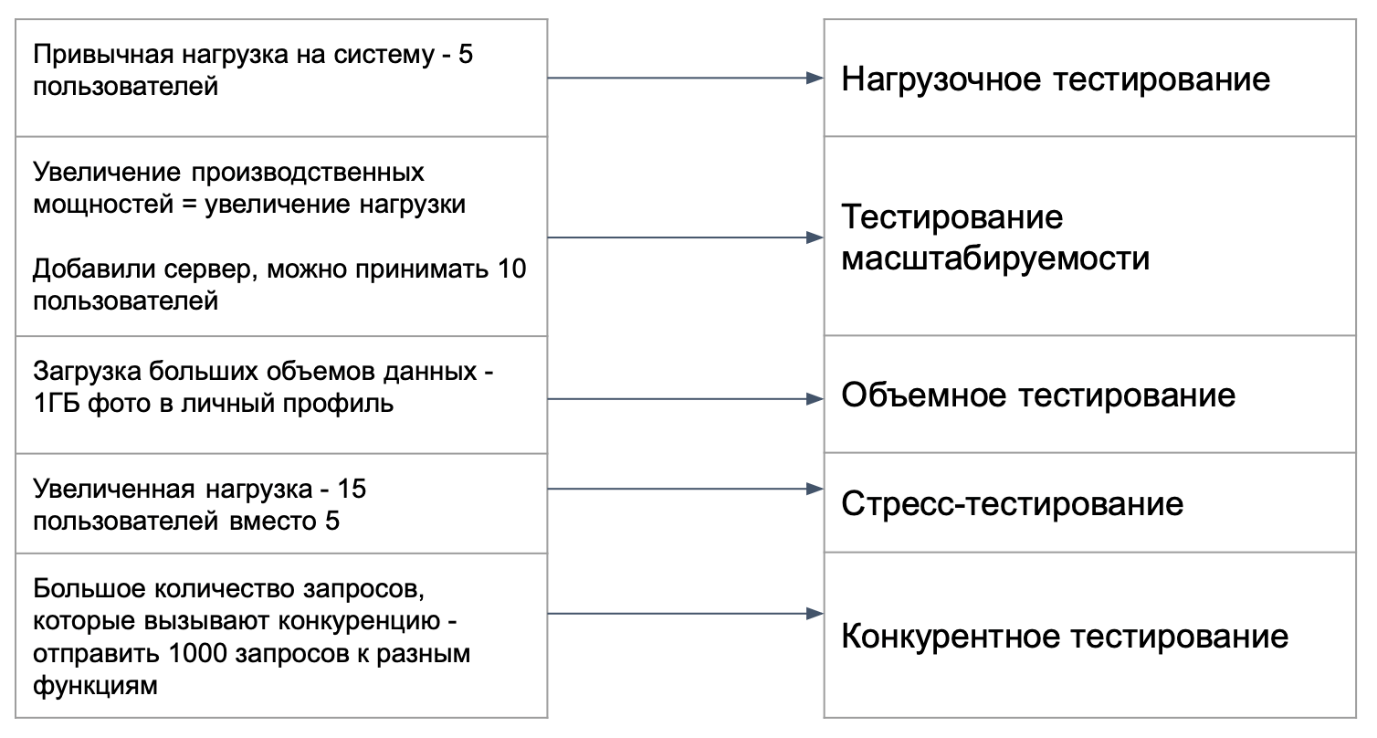 Привычная нагрузка на систему - 5
пользователей
Нагрузочное тестирование
Увеличение производственных
мощностей = увеличение нагрузки
Добавили сервер, можно принимать 10
пользователей
Тестирование
масштабируемости
Загрузка больших объемов данных -
1ГБ фото в личный профиль
Объемное тестирование
Увеличенная нагрузка - 15
пользователей вместо 5
Стресс-тестирование
Большое количество запросов,
которые вызывают конкуренцию -
отправить 1000 запросов к разным
функциям
Конкурентное тестирование